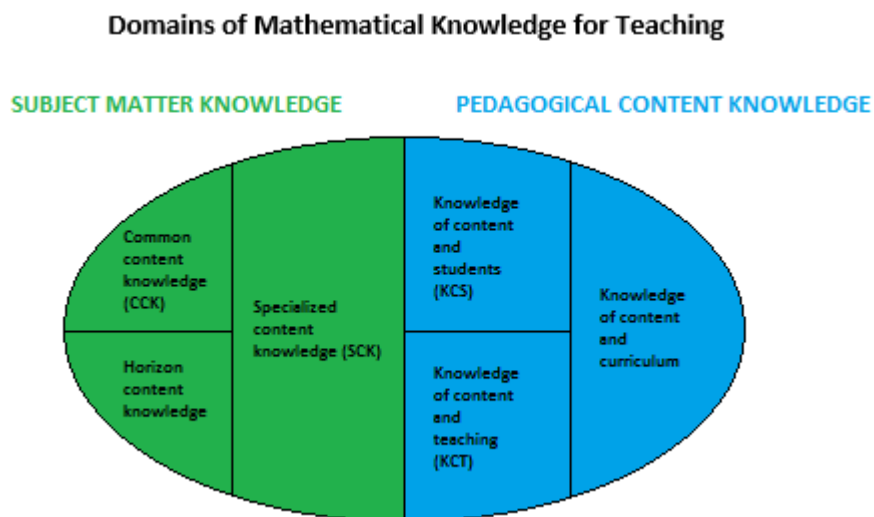 Domains of Mathematical Knowledge for Teaching
SUBJECT MATTER KNOWLEDGE
PEDAGOGICAL CONTENT KNOWLEDGE
Common
content
knowledge
(CCK)
Horizon
content
knowledge
Specialized
content
knowledge (SCK)
Knowledge
of content
and
students
(KCS)
Knowledge
of content
and
teaching
(KCT)
Knowledge
of content
and
curriculum